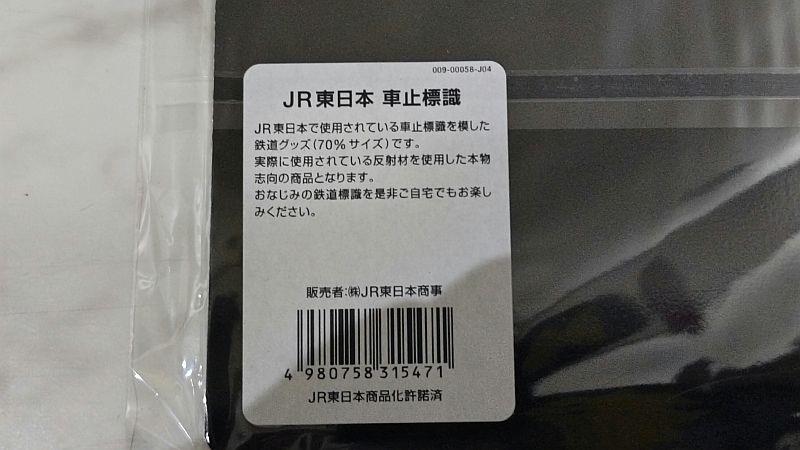 009-00058-J04
JR東日本 車止標識
JR東日本で使用されている車止標識を模した
鉄道グッズ(70%サイズ)です。
実際に使用されている反射材を使用した本物
志向の商品となります。
おなじみの鉄道標識を是非ご自宅でもお楽し
みください。
販売者:㈱JR東日本商事
4 980758 315471
JR東日本商品化許諾済